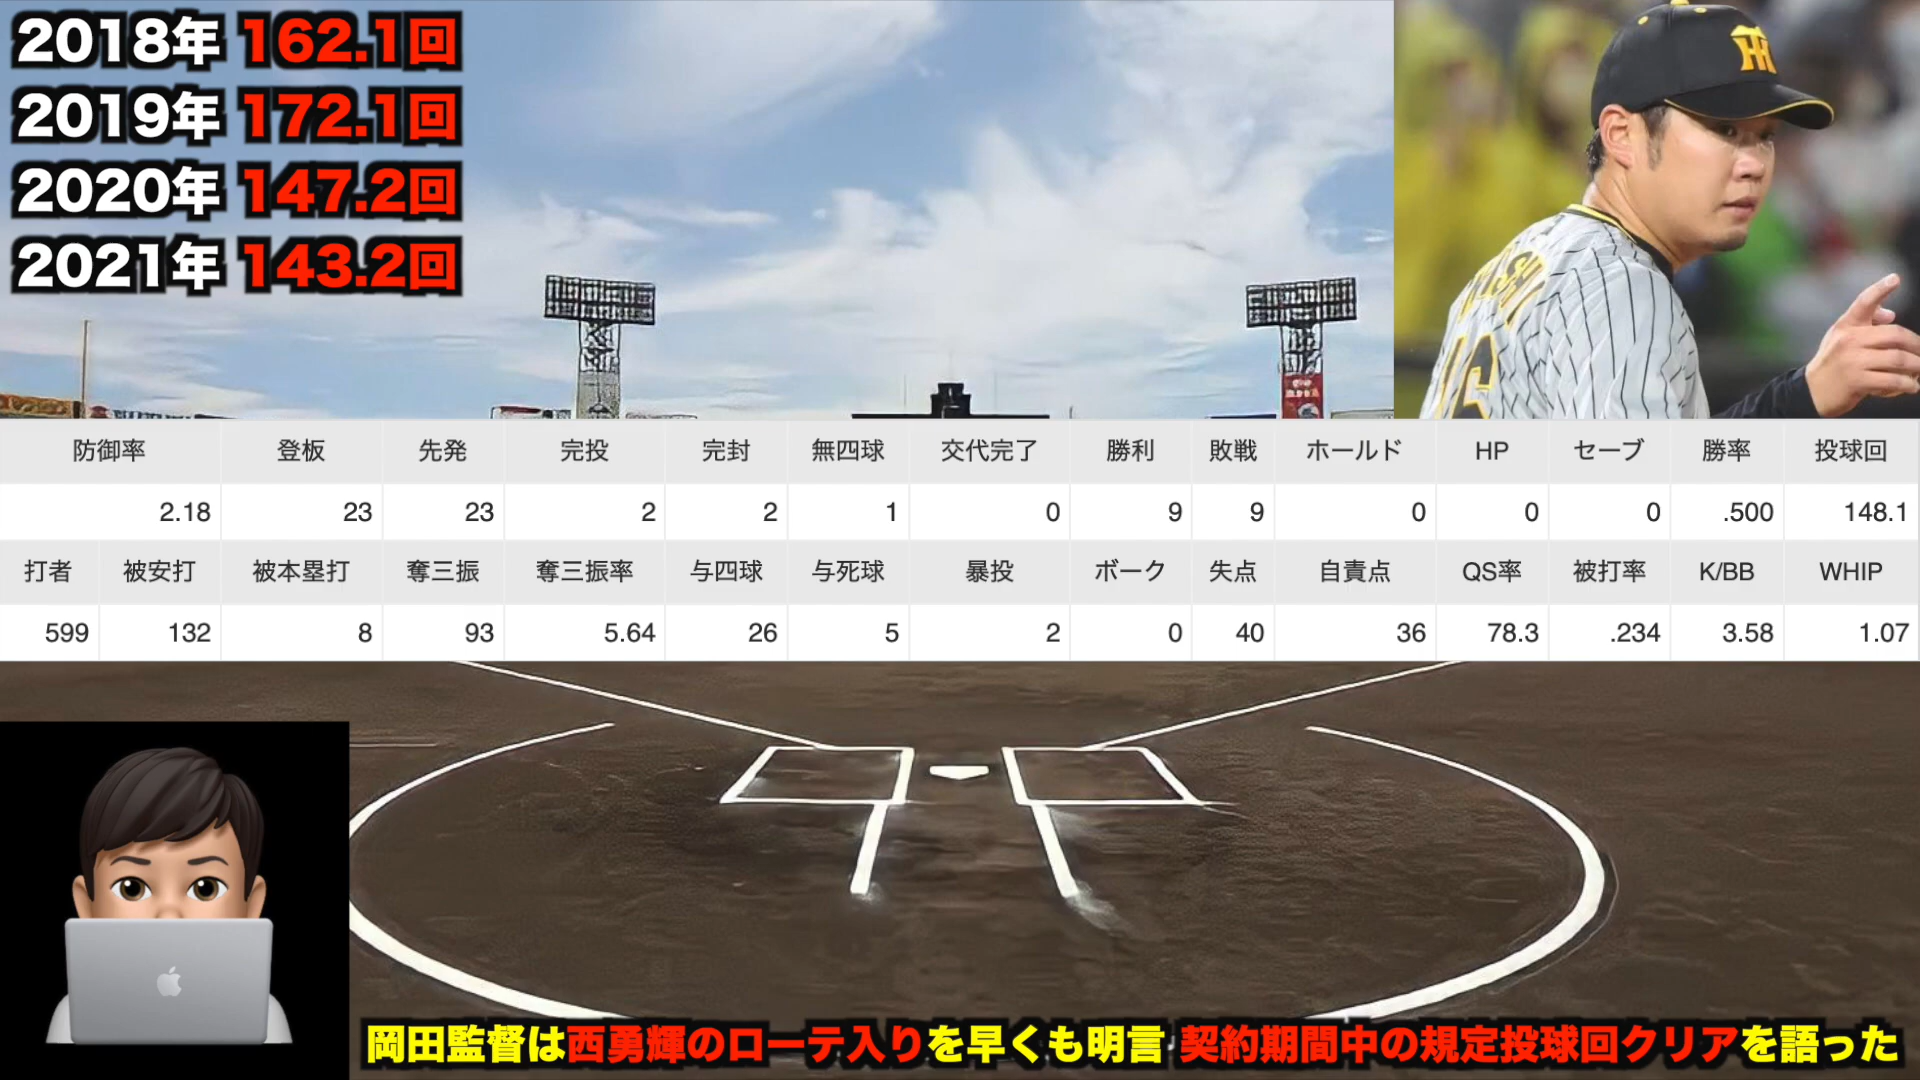 2018年 162.1回
2019年 172.1回
2020年 147.2回
2021年 143.2回
防御率 登板 先発 完投 完封 無四球 交代完了 勝利 敗戦 ホールド HP セーブ 勝率 投球回
2.18 23 23 2 2 1 0 9 9 0 0 0 .500 148.1
打者 被安打 被本塁打 奪三振 奪三振率 与四球 与死球 暴投 ボーク 失点 自責点 QS率 被打率 K/BB WHIP
599 132 8 93 5.64 26 5 2 0 40 36 78.3 .234 3.58 1.07
岡田監督は西勇輝のローテ入りを早くも明言 契約期間中の規定投球回クリアを語った